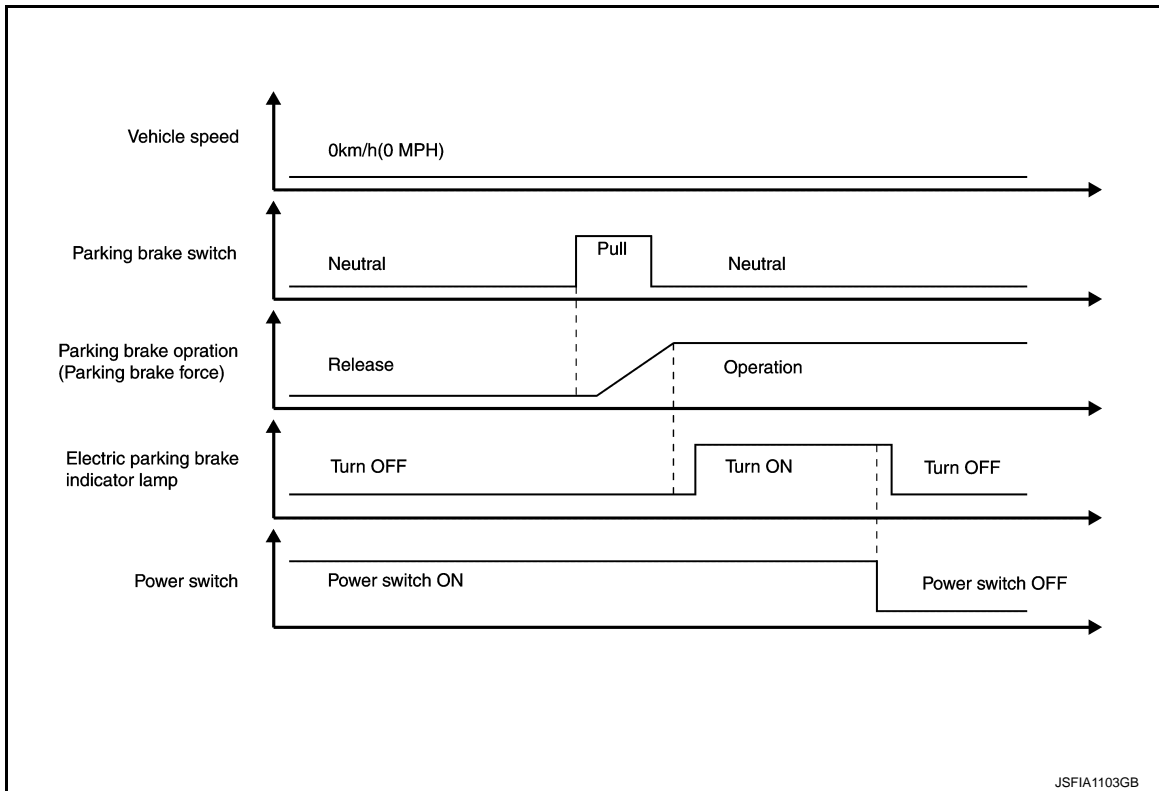 Vehicle speed
0km/h(0 MPH)
Parking brake switch
Neutral
Pull
Neutral
Parking brake opration
(Parking brake force)
Release
Operation
Electric parking brake
indicator lamp
Turn OFF
Turn ON
Turn OFF
Power switch
Power switch ON
Power switch OFF
JSFIA1103GB